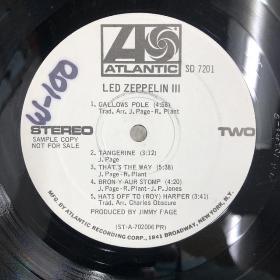 ATLANTIC
SD 7201
W-100
LED ZEPPELIN III
1. GALLOWS POLE (4:56)
Trad. Arr. J. Page-R. Plant
STEREO
SAMPLE COPY
NOT FOR SALE
TWO
2. TANGERINE (3:12)
J. Page
3. THAT'S THE WAY (5:38)
J. Page-R. Plant
4. BRON-Y-AUR STOMP (4:20)
J. Page-R. Plant-J. P. Jones
5. HATS OFF TO (ROY) HARPER (3:41)
Trad. Arr. Charles Obscure
PRODUCED BY JIMMY PAGE
(ST-A-702006 PR)
MFG. BY ATLANTIC RECORDING CORP., 1841 BROADWAY, NEW YORK, N.Y.